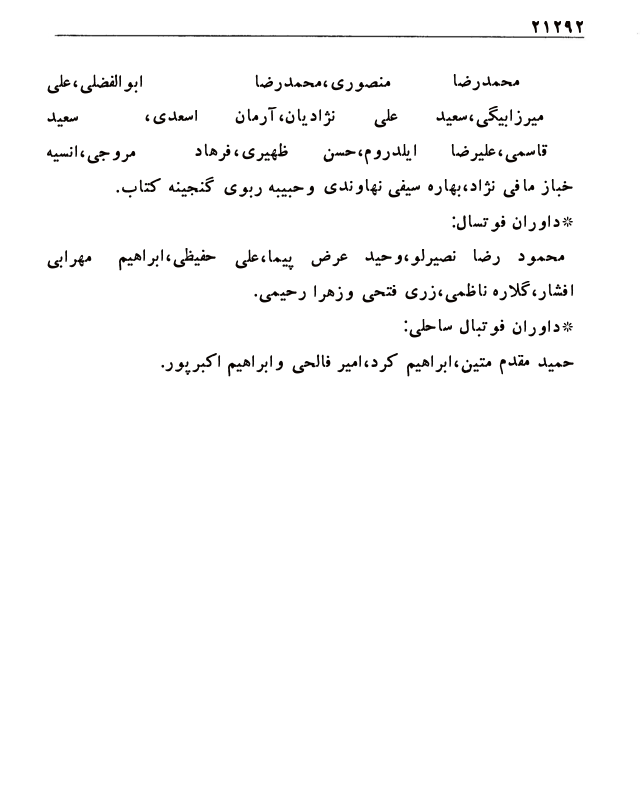 ۲۱۲۹۲
محمدرضا منصوری،محمدرضا ابوالفضلی،علی
میرزابیگی،سعید علی نژادیان،آرمان اسعدی، سعید
قاسمی،علیرضا ایلدروم،حسن ظهیری،فرهاد مروجی،انسیه
خباز مافی نژاد،بهاره سیفی نهاوندی وحبیبه ربوی گنجینه کتاب.
*داوران فوتسال:
محمود رضا نصیرلو،وحید عرض پیما،علی حفیظی،ابراهیم مهرابی
افشار،گلاره ناظمی،زری فتحی وزهرا رحیمی.
*داوران فوتبال ساحلی:
حمید مقدم متین،ابراهیم کرد،امیر فالحی وابراهیم اکبرپور.